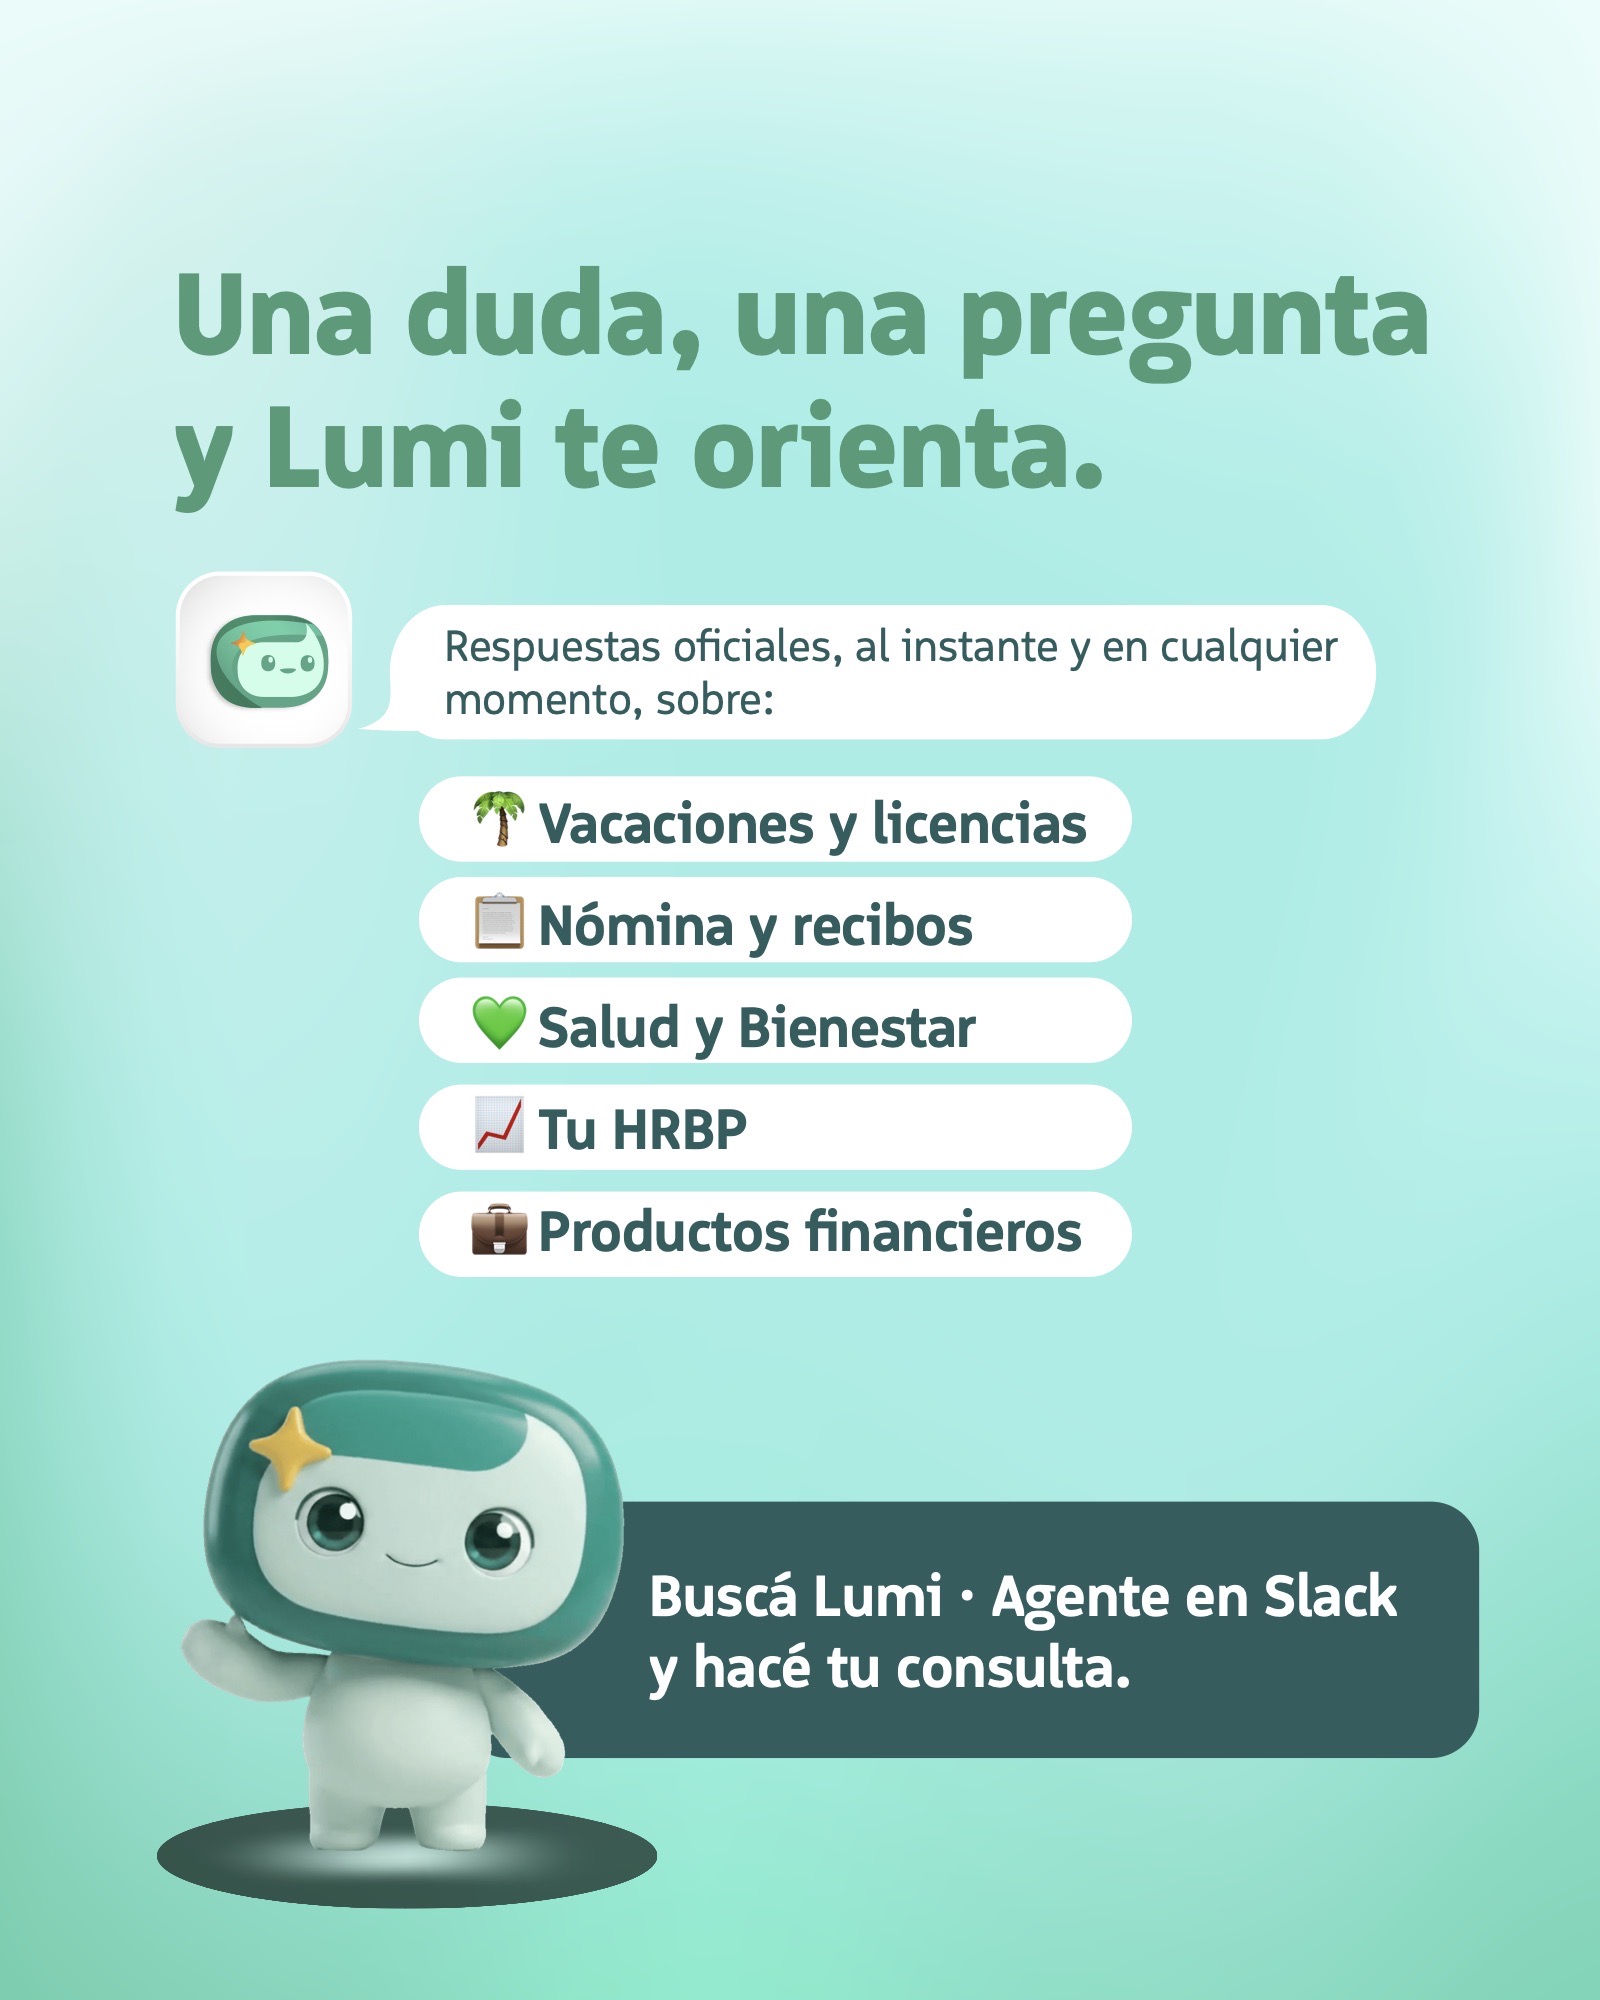 Una duda, una pregunta
y Lumi te orienta.
Respuestas oficiales, al instante y en cualquier
momento, sobre:
🌴 Vacaciones y licencias
📋 Nómina y recibos
💚 Salud y Bienestar
📈 Tu HRBP
💼 Productos financieros
Buscá Lumi · Agente en Slack
y hacé tu consulta.